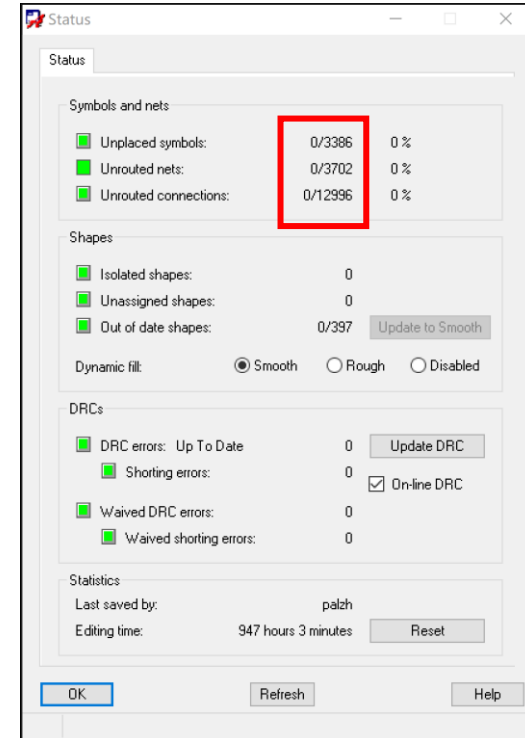 Status
Status
Symbols and nets
Unplaced symbols: 0/3386 0 %
Unrouted nets: 0/3702 0 %
Unrouted connections: 0/12996 0 %
Shapes
Isolated shapes: 0
Unassigned shapes: 0
Out of date shapes: 0/397 Update to Smooth
Dynamic fill: Smooth Rough Disabled
DRCs
DRC errors: Up To Date 0 Update DRC
Shorting errors: 0
On-line DRC
Waived DRC errors: 0
Waived shorting errors: 0
Statistics
Last saved by: palzh
Editing time: 947 hours 3 minutes Reset
OK Refresh Help